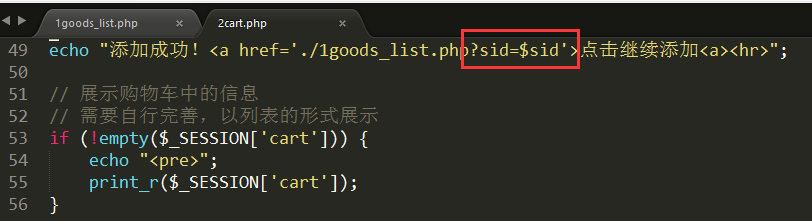 1goods_list.php × 2cart.php ×
49 echo "添加成功! <a href='./1goods_list.php?sid=$sid'>点击继续添加<a><hr>";
50
51 // 展示购物车中的信息
52 // 需要自行完善，以列表的形式展示
53 if (!empty($_SESSION['cart'])) {
54     echo "<pre>";
55     print_r($_SESSION['cart']);
56 }